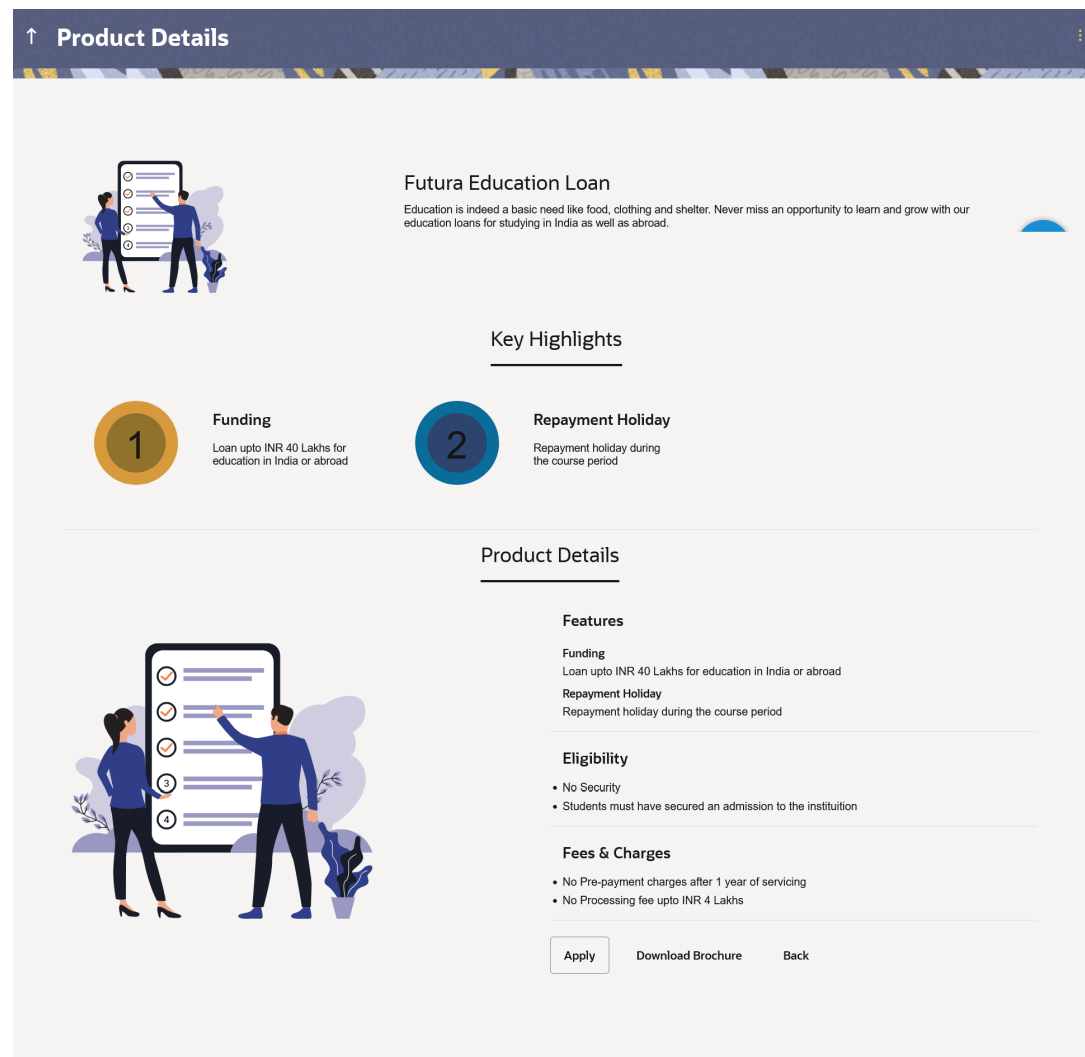 ↑ Product Details
Futura Education Loan
Education is indeed a basic need like food, clothing and shelter. Never miss an opportunity to learn and grow with our
education loans for studying in India as well as abroad.
Key Highlights
1
Funding
Loan upto INR 40 Lakhs for
education in India or abroad
2
Repayment Holiday
Repayment holiday during
the course period
Product Details
3
4
Features
Funding
Loan upto INR 40 Lakhs for education in India or abroad
Repayment Holiday
Repayment holiday during the course period
Eligibility
• No Security
• Students must have secured an admission to the instituition
Fees & Charges
• No Pre-payment charges after 1 year of servicing
• No Processing fee upto INR 4 Lakhs
Apply Download Brochure Back